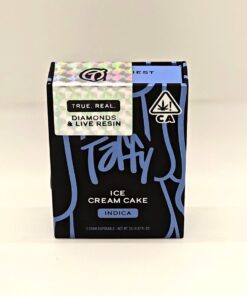 TRUE. REAL.
DIAMONDS
& LIVE RESIN
CA
Taffy
ICE
CREAM CAKE
INDICA